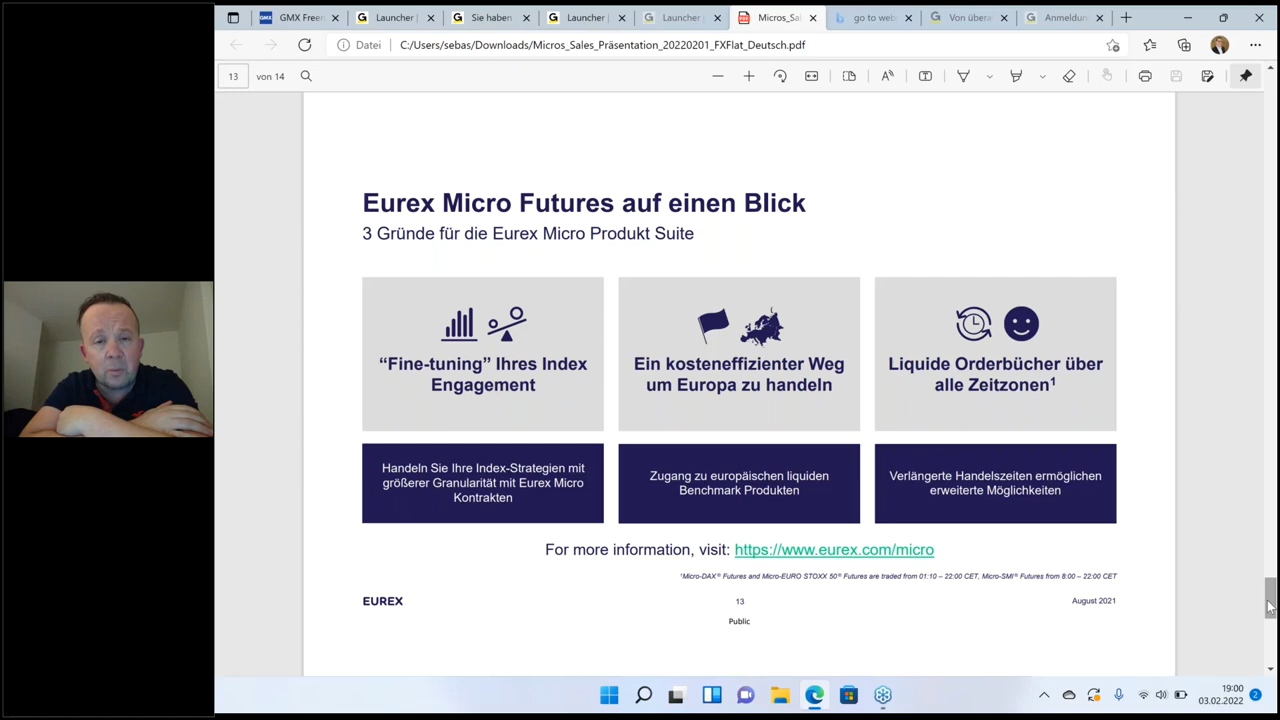 GMX Freem
Launcher |
Sie haben
Launcher |
Launcher |
Micros_Sal
go to web
Von übera
Anmeldun
Datei
C:/Users/sebas/Downloads/Micros_Sales_Präsentation_20220201_FXFlat_Deutsch.pdf
13
von 14
Eurex Micro Futures auf einen Blick
3 Gründe für die Eurex Micro Produkt Suite
“Fine-tuning” Ihres Index
Engagement
Ein kosteneffizienter Weg
um Europa zu handeln
Liquide Orderbücher über
alle Zeitzonen¹
Handeln Sie Ihre Index-Strategien mit
größerer Granularität mit Eurex Micro
Kontrakten
Zugang zu europäischen liquiden
Benchmark Produkten
Verlängerte Handelszeiten ermöglichen
erweiterte Möglichkeiten
For more information, visit: https://www.eurex.com/micro
¹Micro-DAX® Futures and Micro-EURO STOXX 50® Futures are traded from 01:10 – 22:00 CET, Micro-SMI® Futures from 8:00 – 22:00 CET
EUREX
13
August 2021
Public
19:00
03.02.2022
2